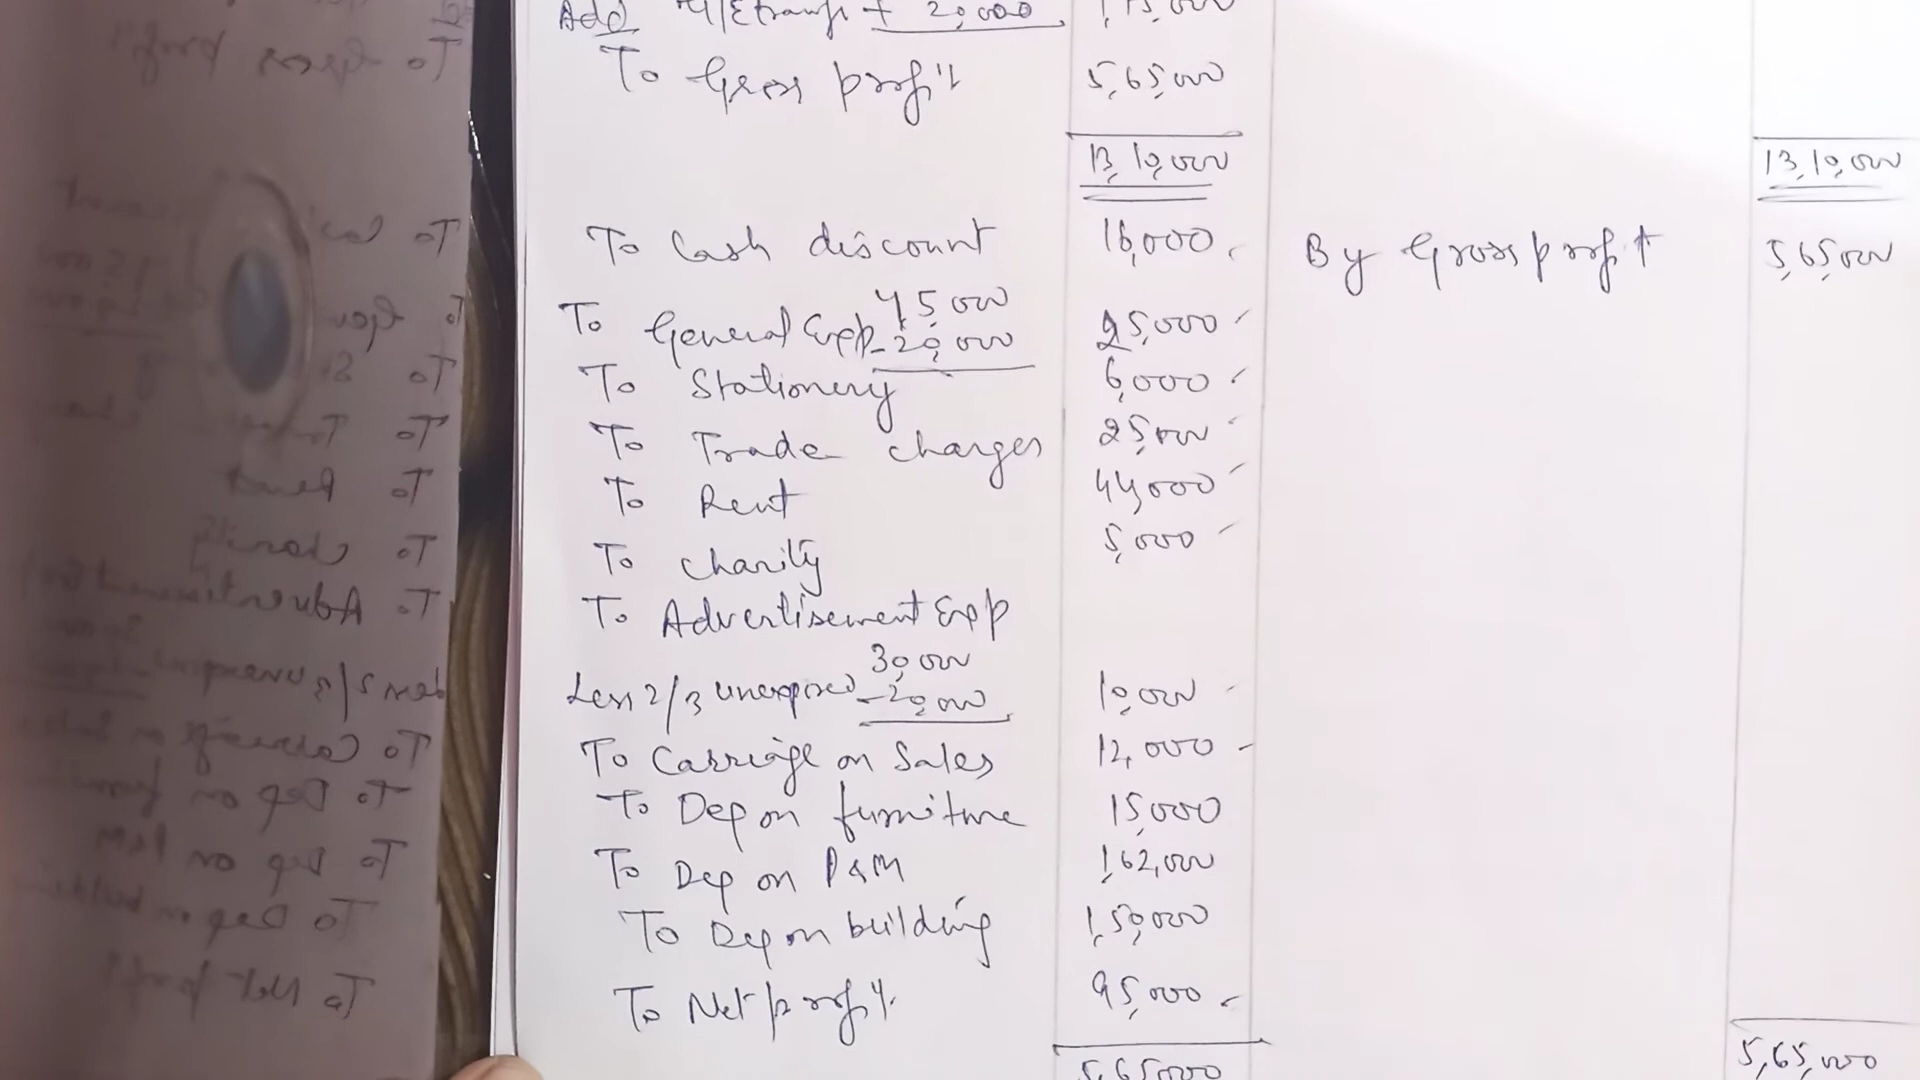 Add 20,000
To Gross profit 5,65,000
13,10,000 13,10,000
To Cash discount 16,000 By Gross profit 5,65,000
45,000
To General Exp -20,000 25,000
To Stationery 6,000
To Trade charges 25,000
To Rent 44,000
To charity 5,000
To Advertisement Exp
30,000
Less 2/3 unexpired -20,000 10,000
To Carriage on Sales 12,000
To Dep on furniture 15,000
To Dep on P&M 1,62,000
To Dep on building 1,50,000
To Net profit 95,000
5,65,000 5,65,000